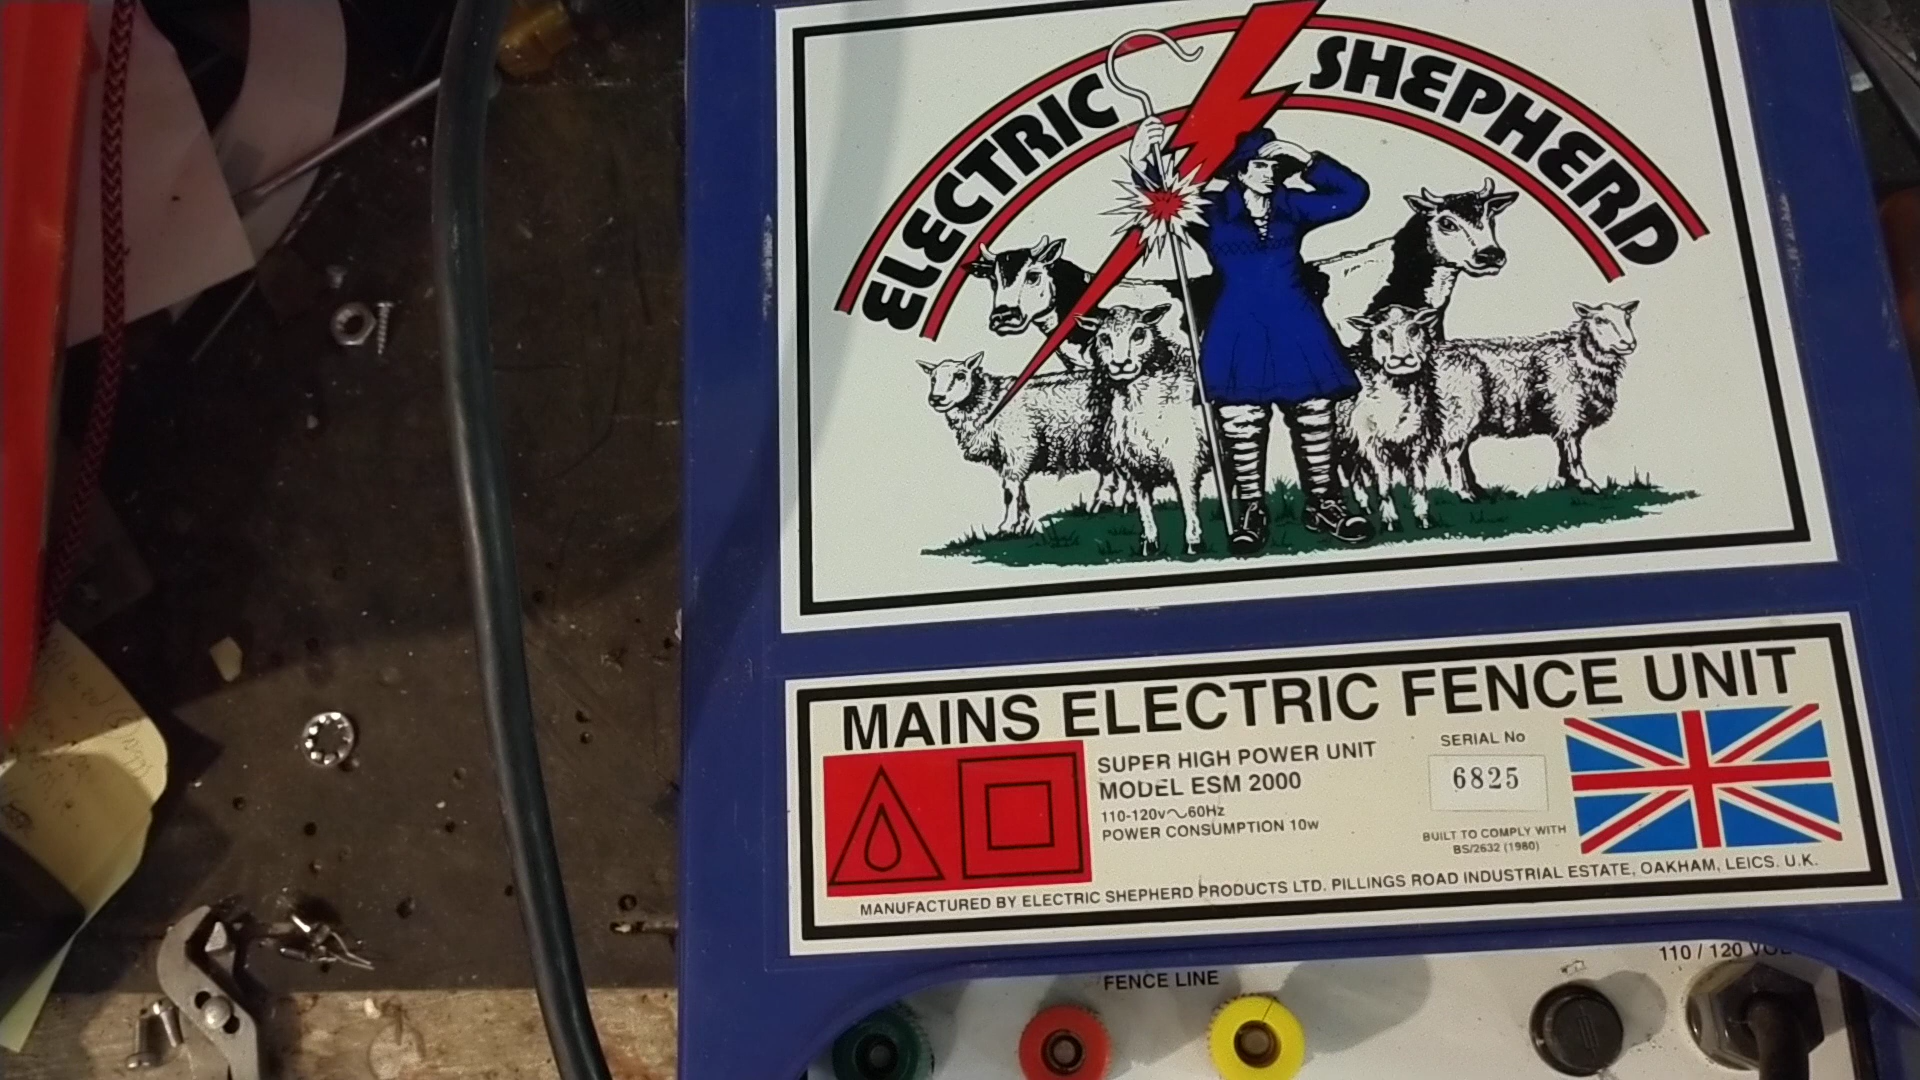 ELECTRIC SHEPHERD
MAINS ELECTRIC FENCE UNIT
SUPER HIGH POWER UNIT
MODEL ESM 2000
110-120v~60Hz
POWER CONSUMPTION 10w
SERIAL No
6825
BUILT TO COMPLY WITH
BS/2632 (1980)
MANUFACTURED BY ELECTRIC SHEPHERD PRODUCTS LTD. PILLINGS ROAD INDUSTRIAL ESTATE, OAKHAM, LEICS. U.K.
FENCE LINE
110 / 120